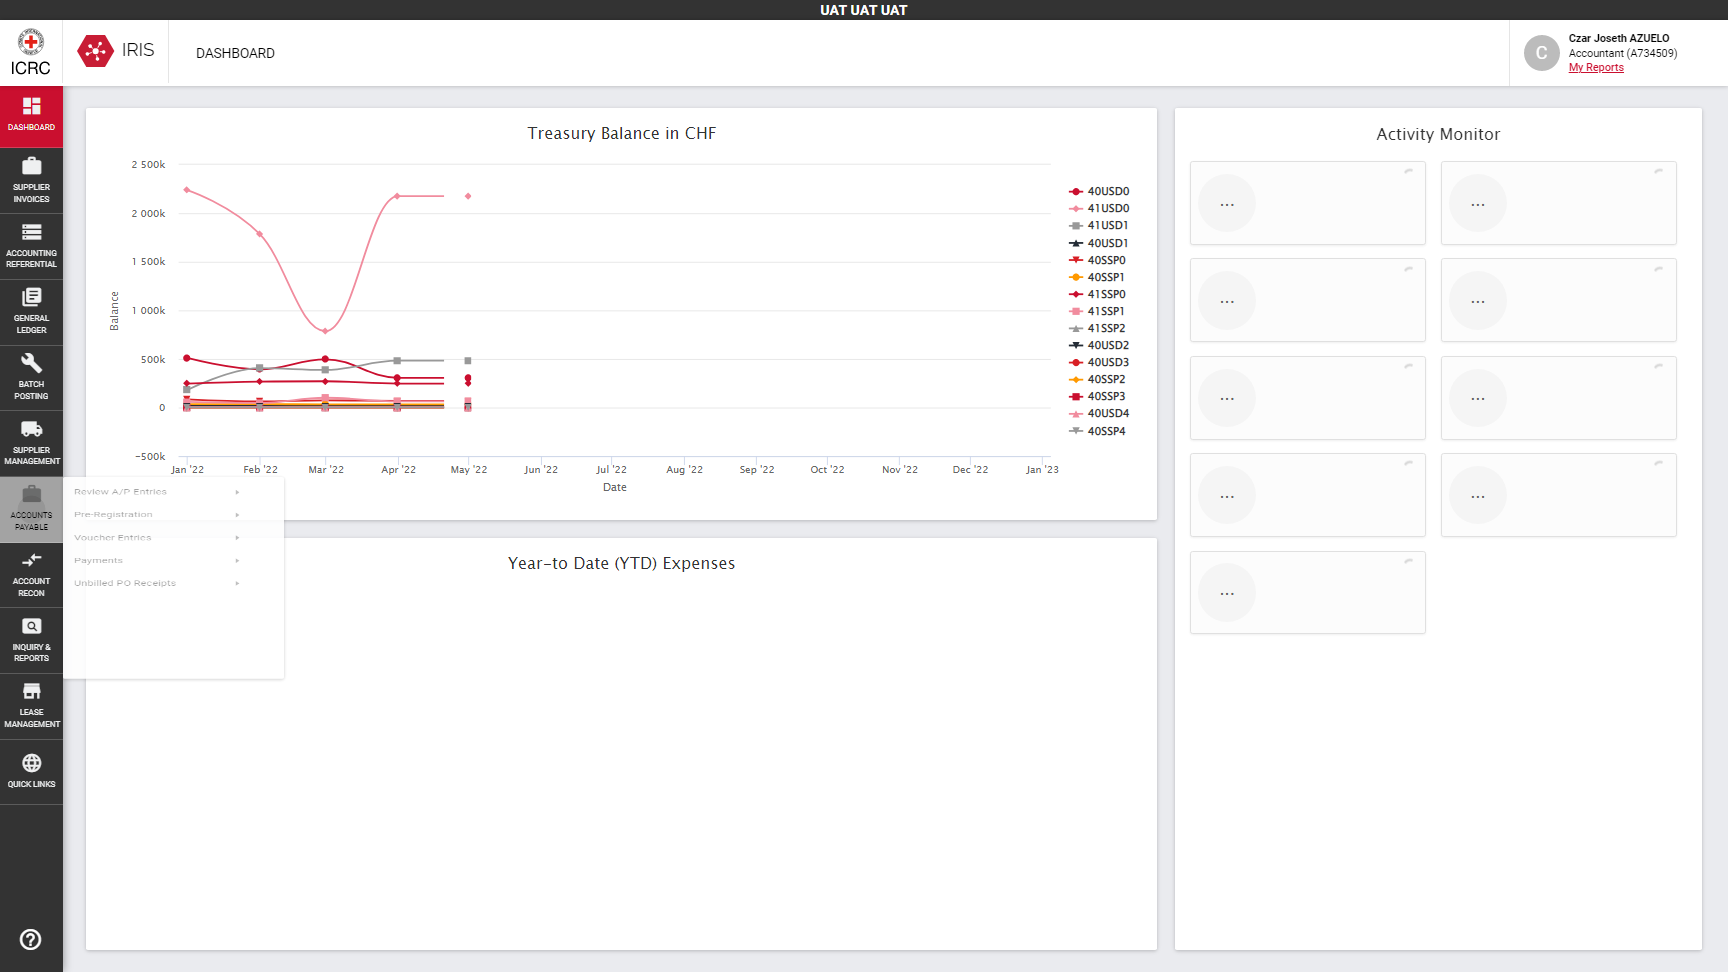 UAT UAT UAT
ICRC
IRIS
DASHBOARD
Czar Joseth AZUELO
Accountant (A734509)
My Reports
DASHBOARD
SUPPLIER
INVOICES
ACCOUNTING
REFERENTIAL
GENERAL
LEDGER
BATCH
POSTING
SUPPLIER
MANAGEMENT
ACCOUNTS
PAYABLE
ACCOUNT
RECON
INQUIRY &
REPORTS
LEASE
MANAGEMENT
QUICK LINKS
Review A/P Entries
Pre-Registration
Voucher Entries
Payments
Unbilled PO Receipts
Treasury Balance in CHF
Balance
2 500k
2 000k
1 500k
1 000k
500k
0
-500k
Jan '22 Feb '22 Mar '22 Apr '22 May '22 Jun '22 Jul '22 Aug '22 Sep '22 Oct '22 Nov '22 Dec '22 Jan '23
Date
40USD0
41USD0
41USD1
40USD1
40SSP0
40SSP1
41SSP0
41SSP1
41SSP2
40USD2
40USD3
40SSP2
40SSP3
40USD4
40SSP4
Year-to Date (YTD) Expenses
Activity Monitor
... ...
... ...
... ...
... ...
...
C
?